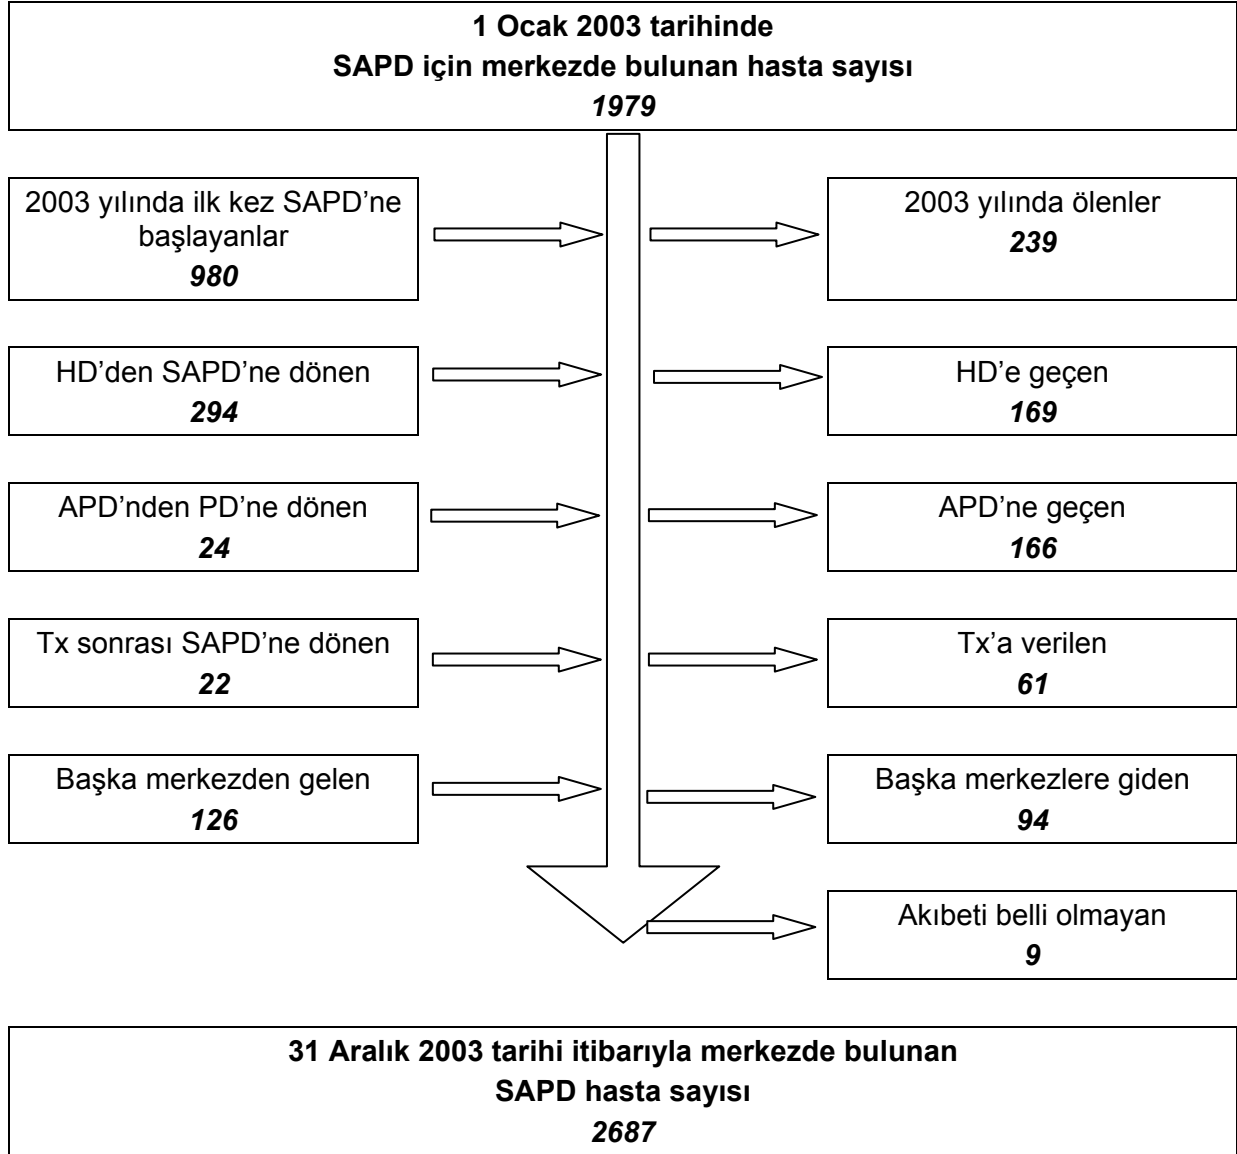 1 Ocak 2003 tarihinde
SAPD için merkezde bulunan hasta sayısı
1979
2003 yılında ilk kez SAPD’ne
başlayanlar
980
2003 yılında ölenler
239
HD’den SAPD’ne dönen
294
HD’e geçen
169
APD’nden PD’ne dönen
24
APD’ne geçen
166
Tx sonrası SAPD’ne dönen
22
Tx’a verilen
61
Başka merkezden gelen
126
Başka merkezlere giden
94
Akıbeti belli olmayan
9
31 Aralık 2003 tarihi itibarıyla merkezde bulunan
SAPD hasta sayısı
2687